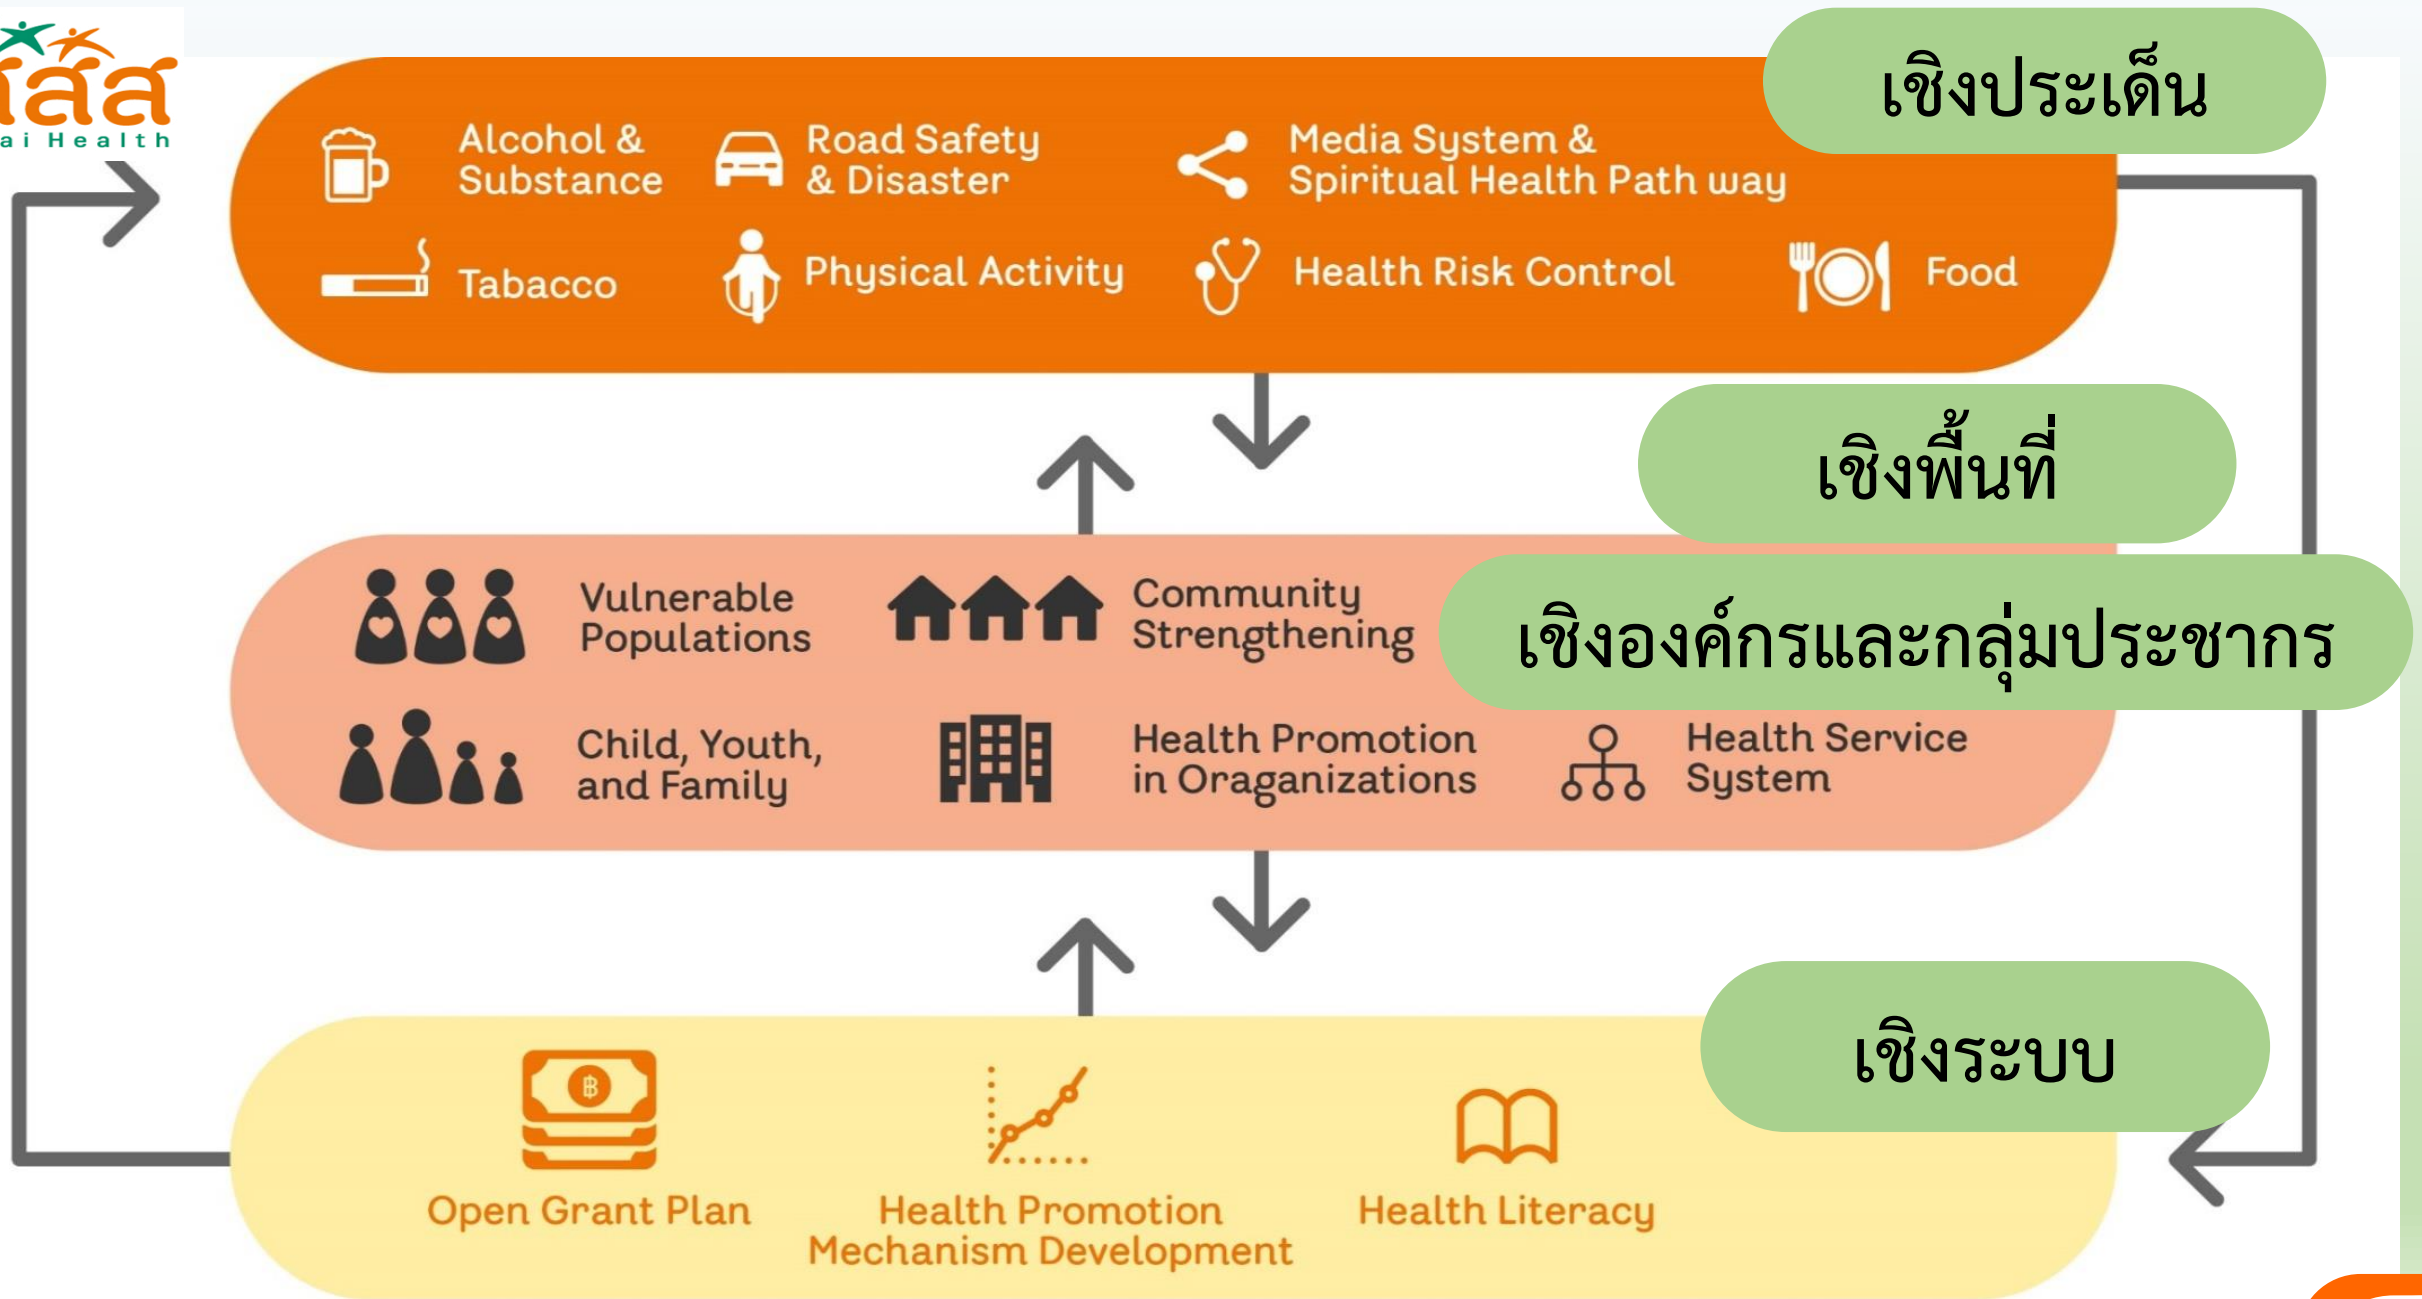 สสส
ai Health
เชิงประเด็น
Alcohol &
Substance
Road Safety
& Disaster
Media System &
Spiritual Health Path way
Tabacco
Physical Activity
Health Risk Control
Food
เชิงพื้นที่
Vulnerable
Populations
Community
Strengthening
เชิงองค์กรและกลุ่มประชากร
Child, Youth,
and Family
Health Promotion
in Oraganizations
Health Service
System
เชิงระบบ
Open Grant Plan
Health Promotion
Mechanism Development
Health Literacy